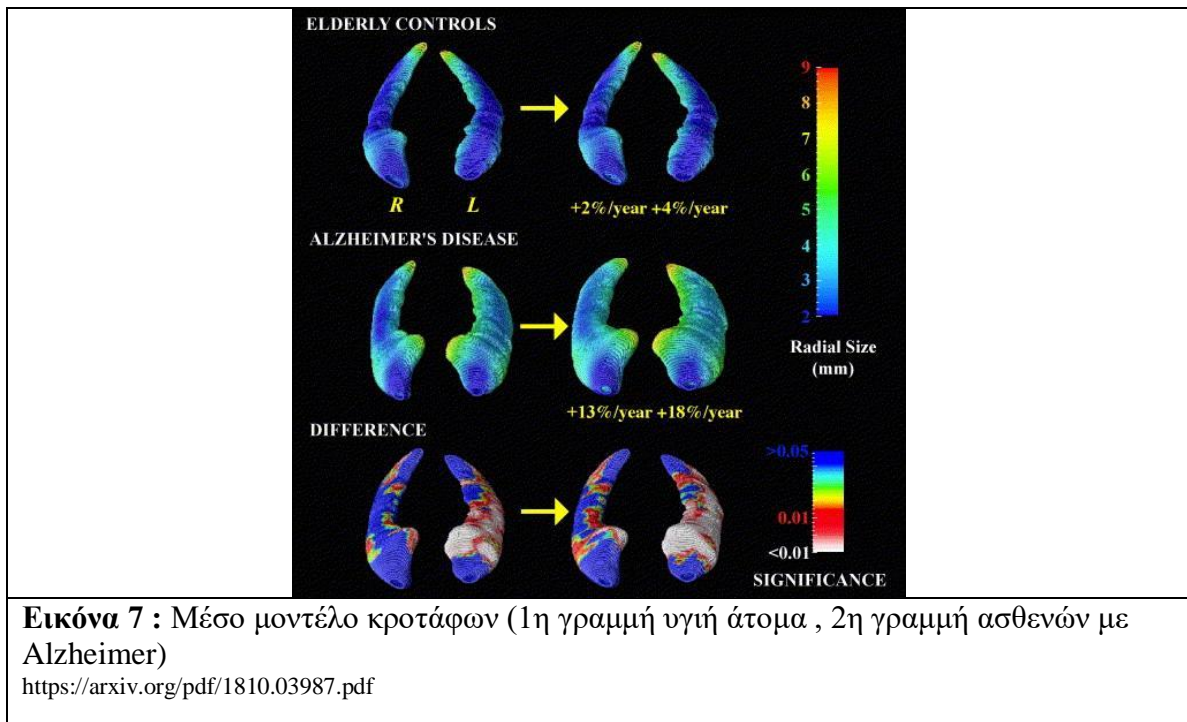 ELDERLY CONTROLS
R L
+2%/year +4%/year
ALZHEIMER'S DISEASE
+13%/year +18%/year
DIFFERENCE
9
8
7
6
5
4
3
2
Radial Size
(mm)
>0.05
0.01
<0.01
SIGNIFICANCE
Εικόνα 7 : Μέσο μοντέλο κροτάφων (1η γραμμή υγιή άτομα , 2η γραμμή ασθενών με
Alzheimer)
https://arxiv.org/pdf/1810.03987.pdf